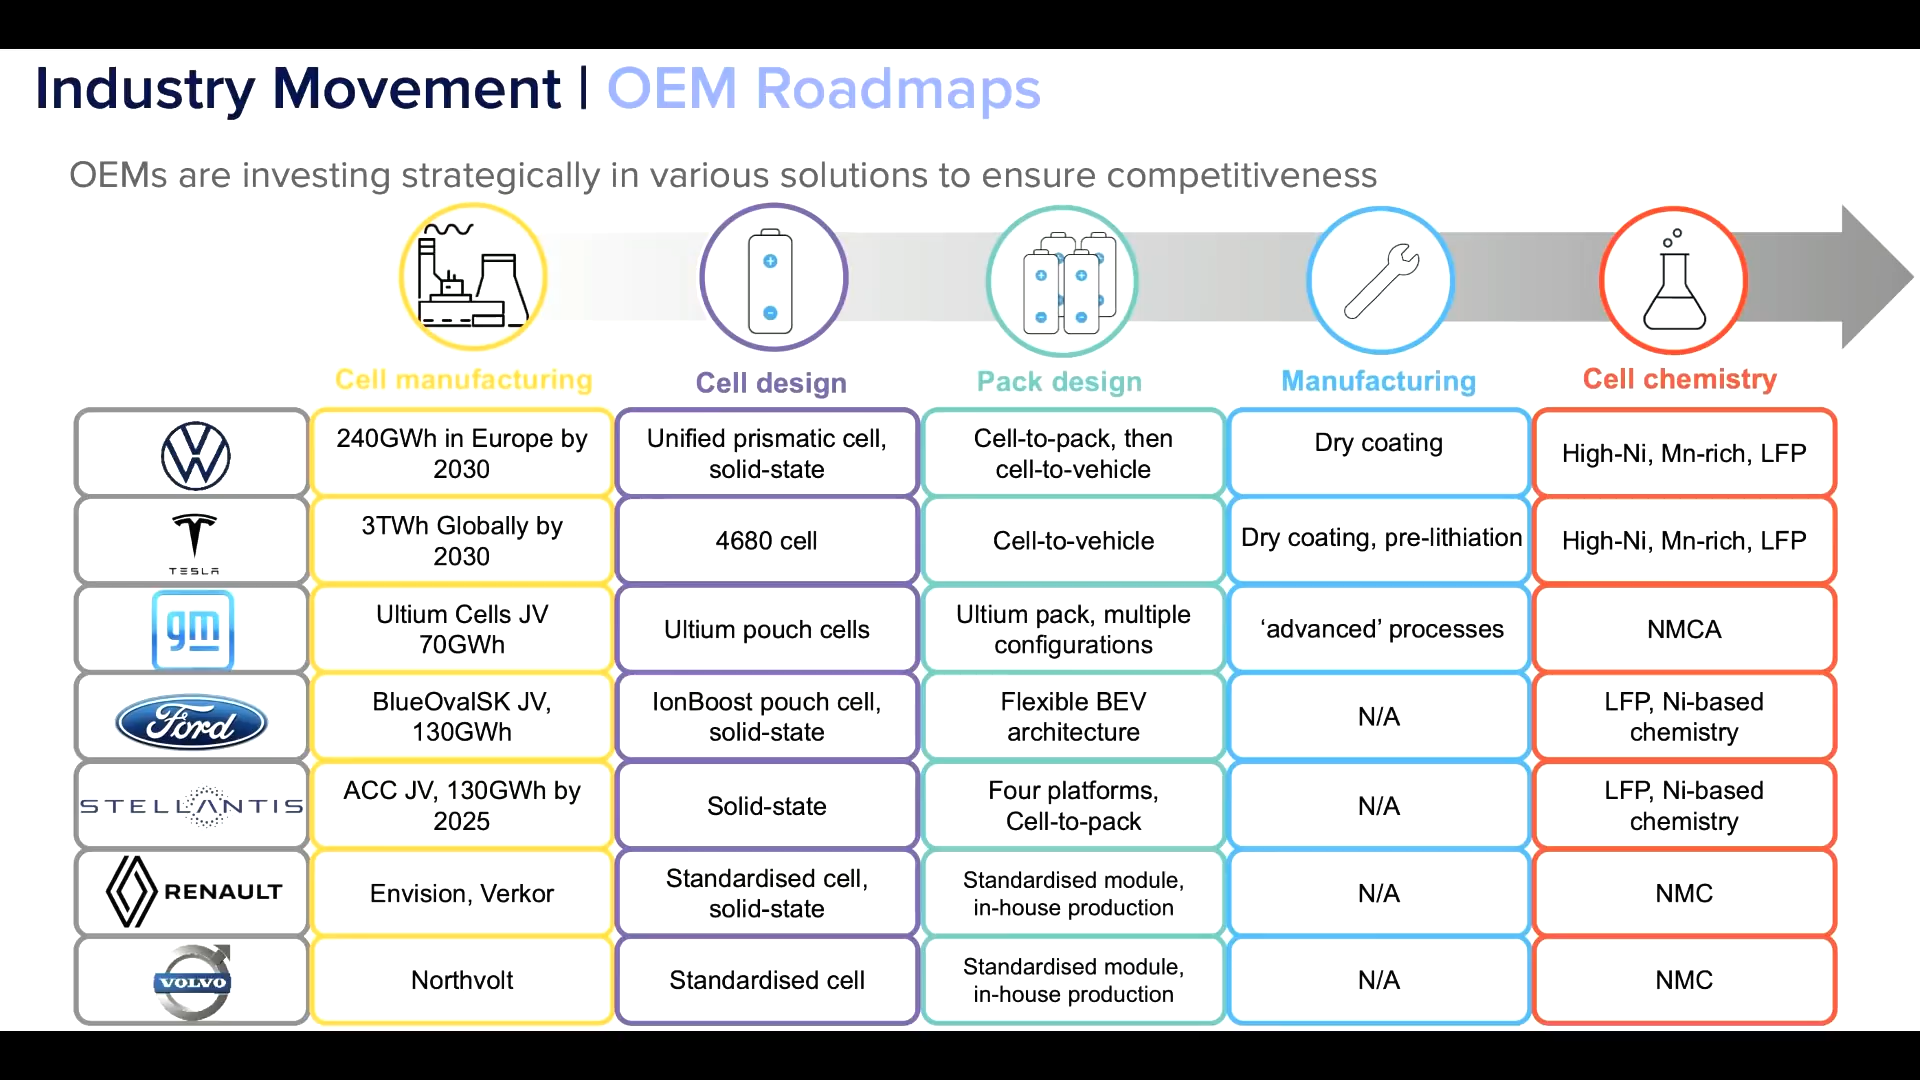 Industry Movement | OEM Roadmaps
OEMs are investing strategically in various solutions to ensure competitiveness
Cell manufacturing
Cell design
Pack design
Manufacturing
Cell chemistry
240GWh in Europe by
2030
Unified prismatic cell,
solid-state
Cell-to-pack, then
cell-to-vehicle
Dry coating
High-Ni, Mn-rich, LFP
TESLA
3TWh Globally by
2030
4680 cell
Cell-to-vehicle
Dry coating, pre-lithiation
High-Ni, Mn-rich, LFP
gm
Ultium Cells JV
70GWh
Ultium pouch cells
Ultium pack, multiple
configurations
‘advanced’ processes
NMCA
Ford
BlueOvalSK JV,
130GWh
IonBoost pouch cell,
solid-state
Flexible BEV
architecture
N/A
LFP, Ni-based
chemistry
STELLANTIS
ACC JV, 130GWh by
2025
Solid-state
Four platforms,
Cell-to-pack
N/A
LFP, Ni-based
chemistry
RENAULT
Envision, Verkor
Standardised cell,
solid-state
Standardised module,
in-house production
N/A
NMC
VOLVO
Northvolt
Standardised cell
Standardised module,
in-house production
N/A
NMC